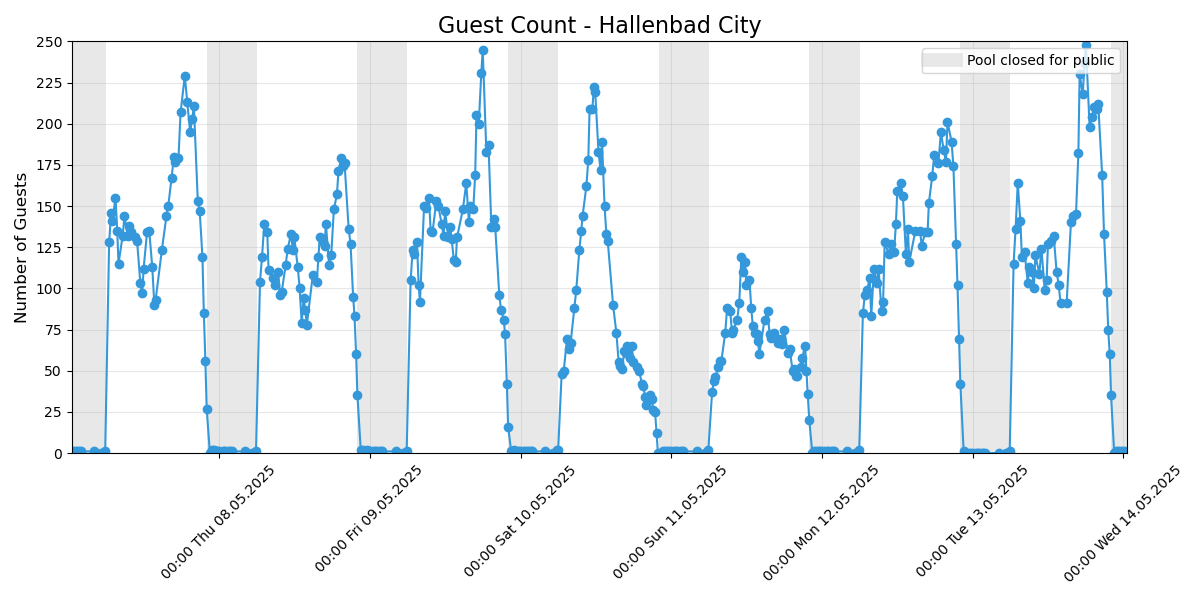 Guest Count - Hallenbad City
Pool closed for public
Number of Guests
250
225
200
175
150
125
100
75
50
25
0
00:00 Thu 08.05.2025
00:00 Fri 09.05.2025
00:00 Sat 10.05.2025
00:00 Sun 11.05.2025
00:00 Mon 12.05.2025
00:00 Tue 13.05.2025
00:00 Wed 14.05.2025